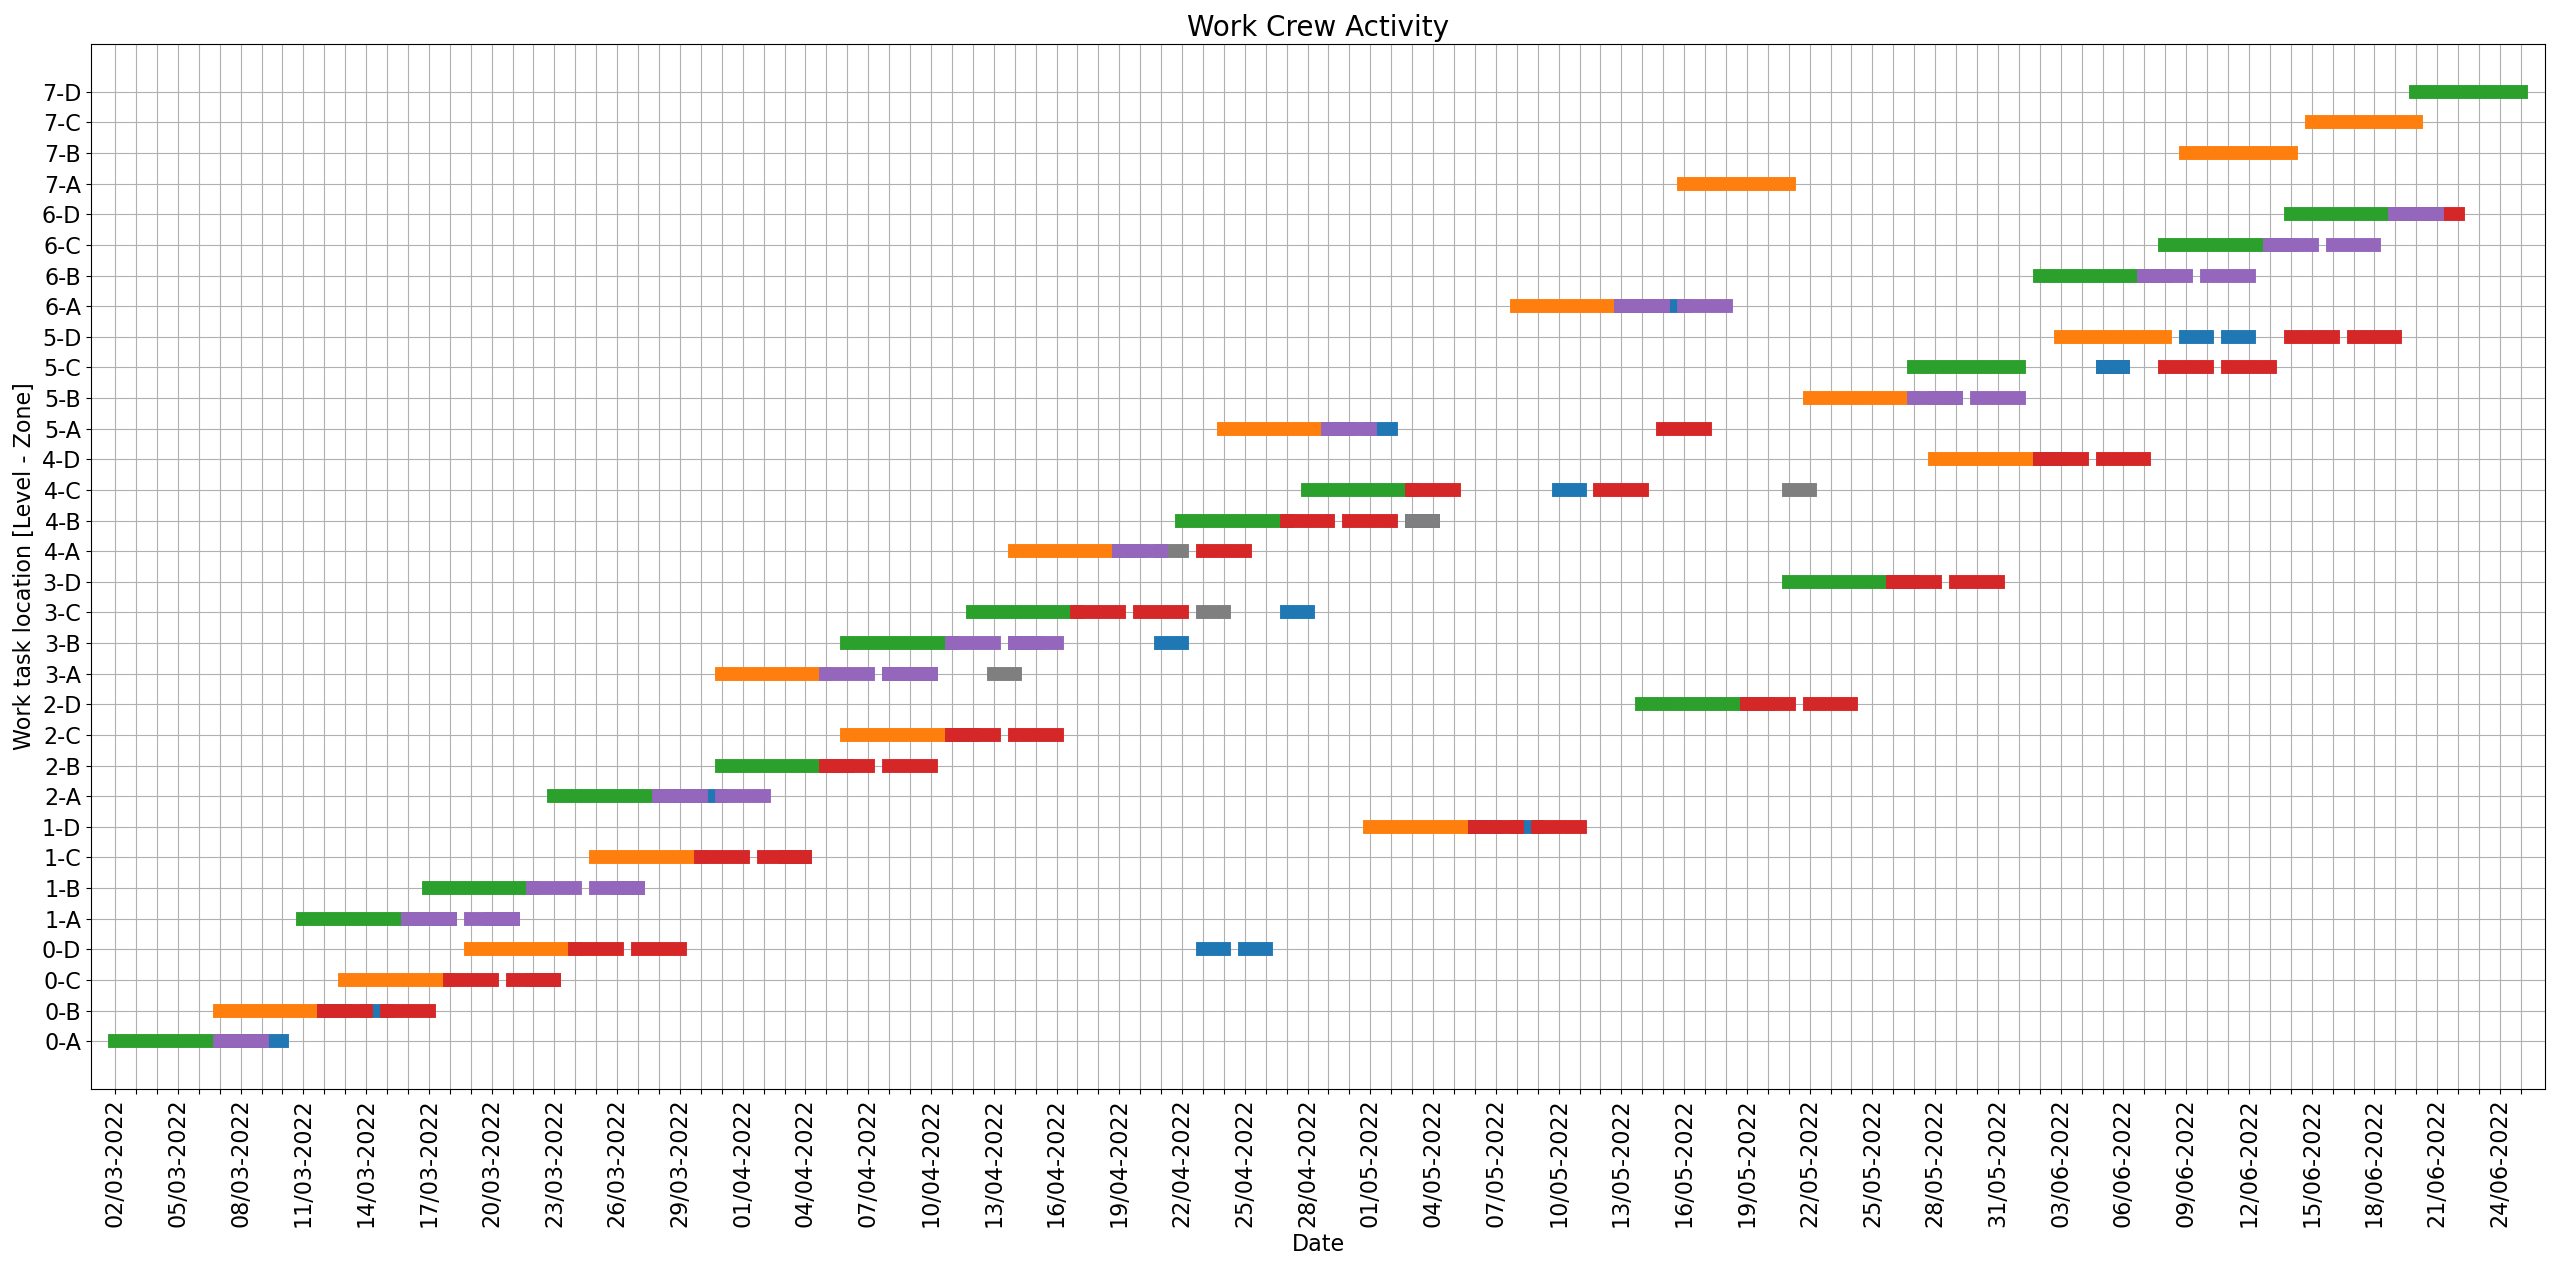 Work Crew Activity
Work task location [Level - Zone]
7-D
7-C
7-B
7-A
6-D
6-C
6-B
6-A
5-D
5-C
5-B
5-A
4-D
4-C
4-B
4-A
3-D
3-C
3-B
3-A
2-D
2-C
2-B
2-A
1-D
1-C
1-B
1-A
0-D
0-C
0-B
0-A
02/03-2022
05/03-2022
08/03-2022
11/03-2022
14/03-2022
17/03-2022
20/03-2022
23/03-2022
26/03-2022
29/03-2022
01/04-2022
04/04-2022
07/04-2022
10/04-2022
13/04-2022
16/04-2022
19/04-2022
22/04-2022
25/04-2022
28/04-2022
01/05-2022
04/05-2022
07/05-2022
10/05-2022
13/05-2022
16/05-2022
19/05-2022
22/05-2022
25/05-2022
28/05-2022
31/05-2022
03/06-2022
06/06-2022
09/06-2022
12/06-2022
15/06-2022
18/06-2022
21/06-2022
24/06-2022
Date